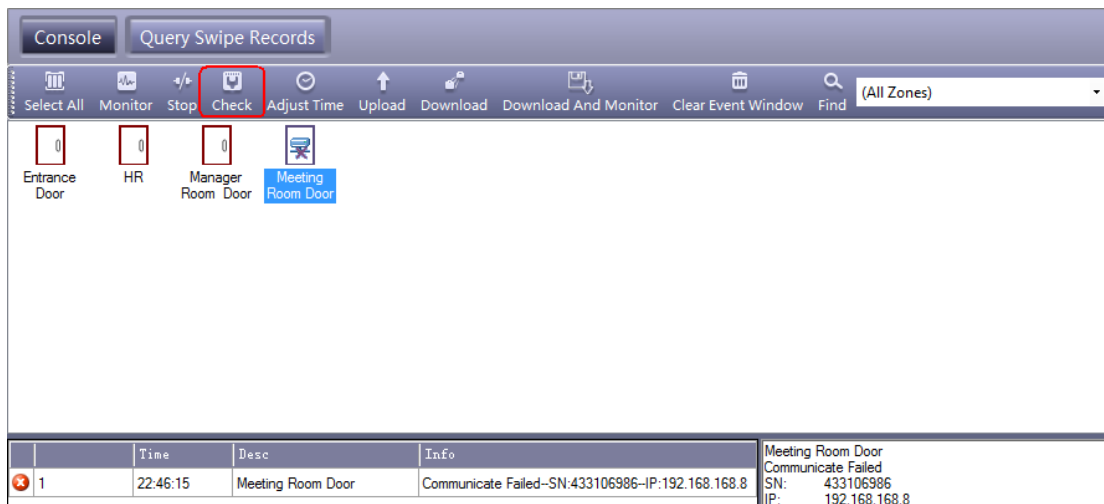 Console Query Swipe Records
Select All Monitor Stop Check Adjust Time Upload Download Download And Monitor Clear Event Window Find (All Zones)
Entrance Door
HR
Manager Room Door
Meeting Room Door
Time Desc Info
1 22:46:15 Meeting Room Door Communicate Failed--SN:433106986--IP:192.168.168.8
Meeting Room Door
Communicate Failed
SN: 433106986
IP: 192.168.168.8